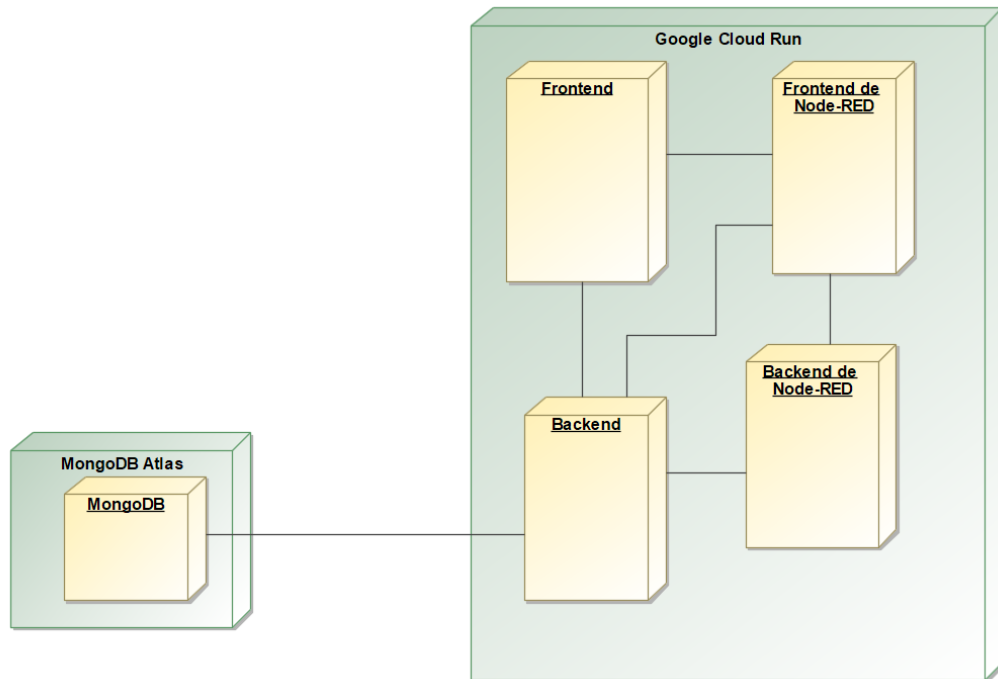 Google Cloud Run
Frontend
Frontend de
Node-RED
Backend de
Node-RED
Backend
MongoDB Atlas
MongoDB